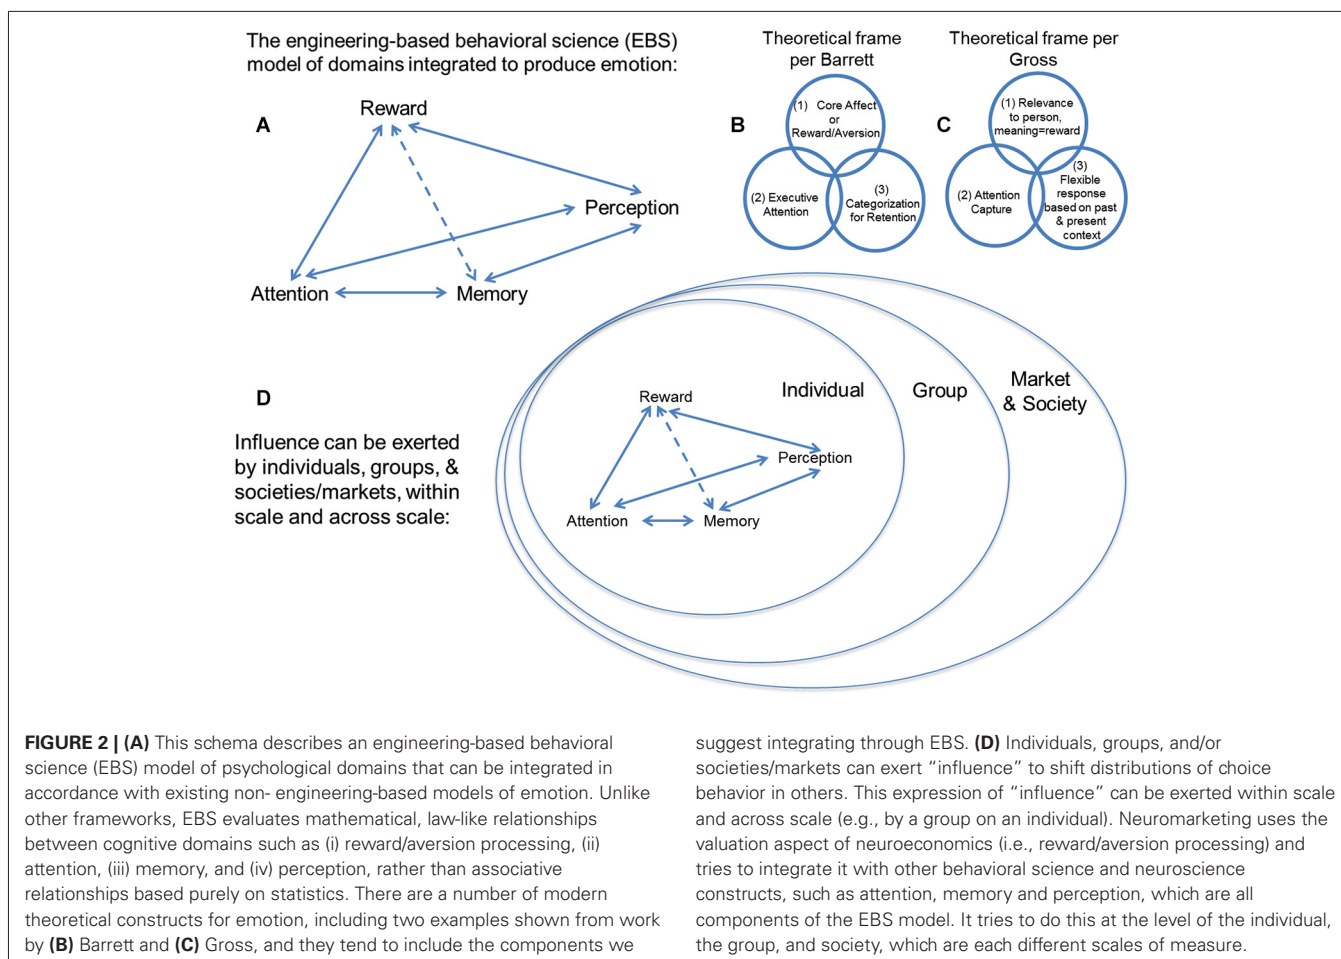 The engineering-based behavioral science (EBS)
model of domains integrated to produce emotion:
A
Reward
Perception
Attention
Memory
Theoretical frame
per Barrett
B
(1) Core Affect
or
Reward/Aversion
(2) Executive
Attention
(3)
Categorization
for Retention
Theoretical frame per
Gross
C
(1) Relevance
to person,
meaning=reward
(2) Attention
Capture
(3)
Flexible
response
based on past
& present
context
D
Influence can be exerted
by individuals, groups, &
societies/markets, within
scale and across scale:
Reward
Perception
Attention
Memory
Individual
Group
Market
& Society
FIGURE 2 | (A) This schema describes an engineering-based behavioral
science (EBS) model of psychological domains that can be integrated in
accordance with existing non- engineering-based models of emotion. Unlike
other frameworks, EBS evaluates mathematical, law-like relationships
between cognitive domains such as (i) reward/aversion processing, (ii)
attention, (iii) memory, and (iv) perception, rather than associative
relationships based purely on statistics. There are a number of modern
theoretical constructs for emotion, including two examples shown from work
by (B) Barrett and (C) Gross, and they tend to include the components we
suggest integrating through EBS. (D) Individuals, groups, and/or
societies/markets can exert “influence” to shift distributions of choice
behavior in others. This expression of “influence” can be exerted within scale
and across scale (e.g., by a group on an individual). Neuromarketing uses the
valuation aspect of neuroeconomics (i.e., reward/aversion processing) and
tries to integrate it with other behavioral science and neuroscience
constructs, such as attention, memory and perception, which are all
components of the EBS model. It tries to do this at the level of the individual,
the group, and society, which are each different scales of measure.